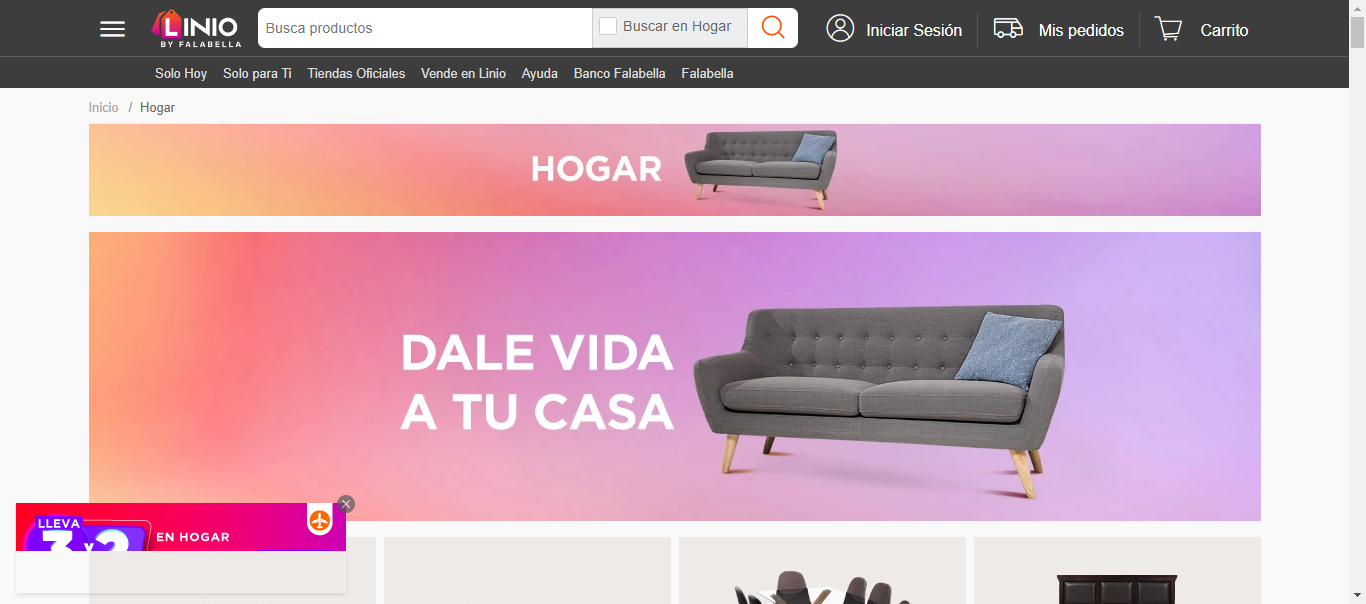 LINIO
BY FALABELLA
Busca productos
Buscar en Hogar
Iniciar Sesión
Mis pedidos
Carrito
Solo Hoy
Solo para Ti
Tiendas Oficiales
Vende en Linio
Ayuda
Banco Falabella
Falabella
Inicio / Hogar
HOGAR
DALE VIDA
A TU CASA
LLEVA
3 y 2
EN HOGAR